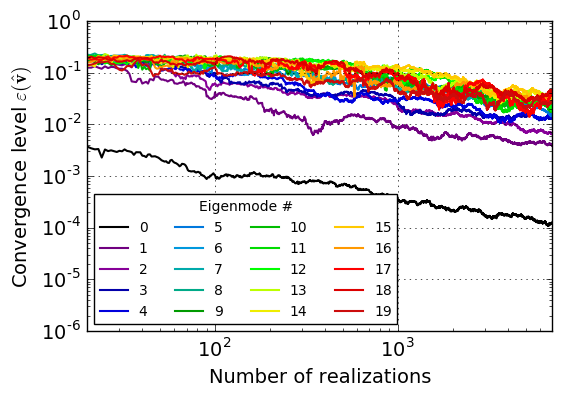 10^0
10^-1
10^-2
10^-3
10^-4
10^-5
10^-6
Convergence level ε(v̂)
Eigenmode #
0 5 10 15
1 6 11 16
2 7 12 17
3 8 13 18
4 9 14 19
10^2 10^3
Number of realizations